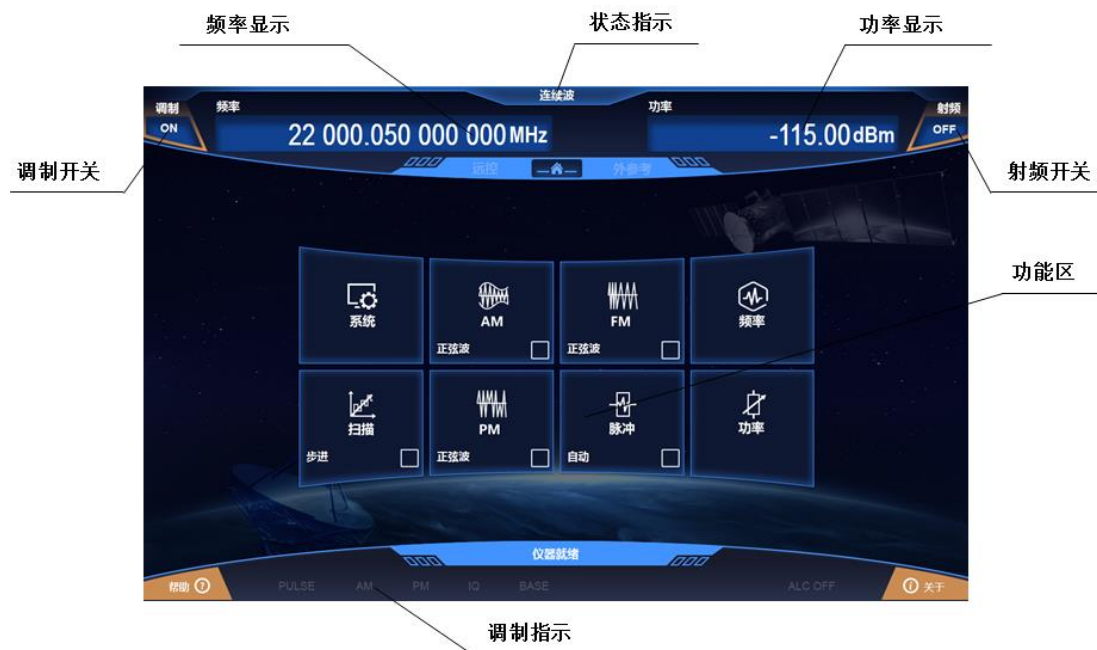 频率显示
状态指示
功率显示
连续波
调制
频率
功率
射频
ON
22 000.050 000 000 MHz
-115.00 dBm
OFF
远控
外参考
调制开关
射频开关
功能区
系统
AM
正弦波
FM
正弦波
频率
扫描
步进
PM
正弦波
脉冲
自动
功率
仪器就绪
帮助
PULSE AM PM IQ BASE ALC OFF
关于
调制指示